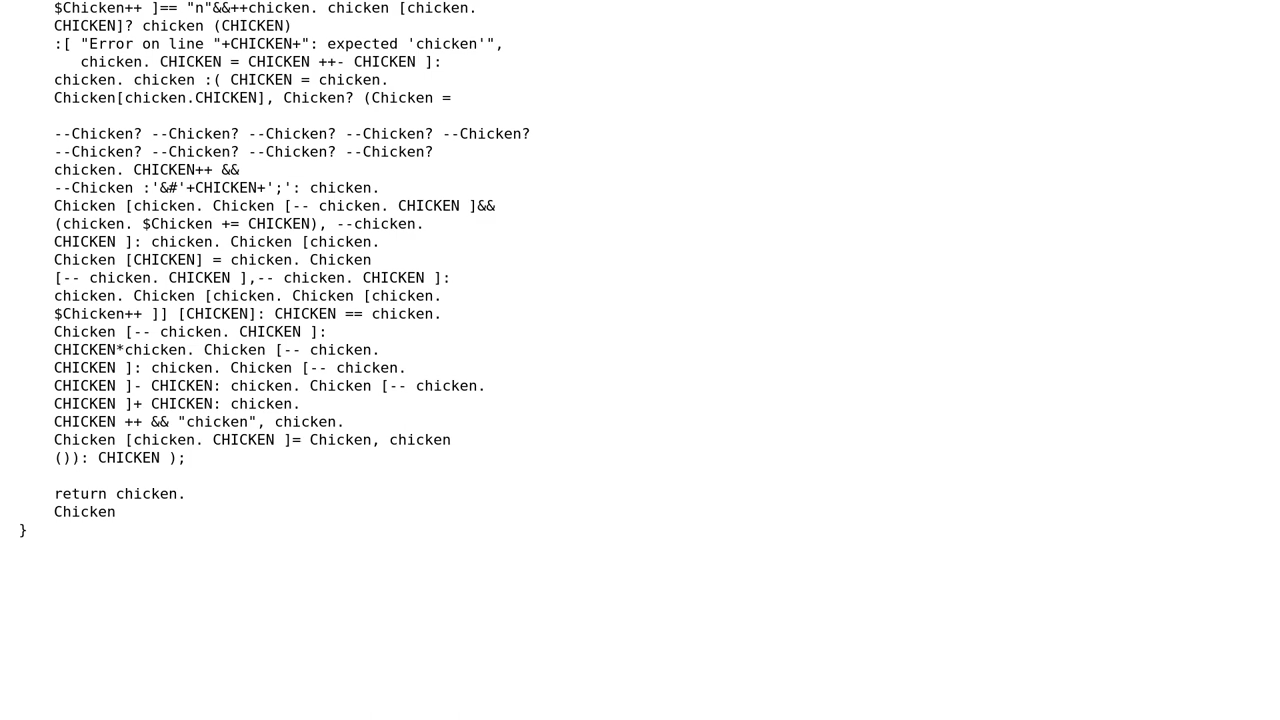 $Chicken++ ]== "n"&&++chicken. chicken [chicken.
CHICKEN]? chicken (CHICKEN)
:[ "Error on line "+CHICKEN+": expected 'chicken'",
chicken. CHICKEN = CHICKEN ++- CHICKEN ]:
chicken. chicken :( CHICKEN = chicken.
Chicken[chicken.CHICKEN], Chicken? (Chicken =
--Chicken? --Chicken? --Chicken? --Chicken? --Chicken?
--Chicken? --Chicken? --Chicken? --Chicken?
chicken. CHICKEN++ &&
--Chicken :'&#'+CHICKEN+';': chicken.
Chicken [chicken. Chicken [-- chicken. CHICKEN ]&&
(chicken. $Chicken += CHICKEN), --chicken.
CHICKEN ]: chicken. Chicken [chicken.
Chicken [CHICKEN] = chicken. Chicken
[-- chicken. CHICKEN ],-- chicken. CHICKEN ]:
chicken. Chicken [chicken. Chicken [chicken.
$Chicken++ ]] [CHICKEN]: CHICKEN == chicken.
Chicken [-- chicken. CHICKEN ]:
CHICKEN*chicken. Chicken [-- chicken.
CHICKEN ]: chicken. Chicken [-- chicken.
CHICKEN ]- CHICKEN: chicken. Chicken [-- chicken.
CHICKEN ]+ CHICKEN: chicken.
CHICKEN ++ && "chicken", chicken.
Chicken [chicken. CHICKEN ]= Chicken, chicken
()): CHICKEN );
return chicken.
Chicken
}